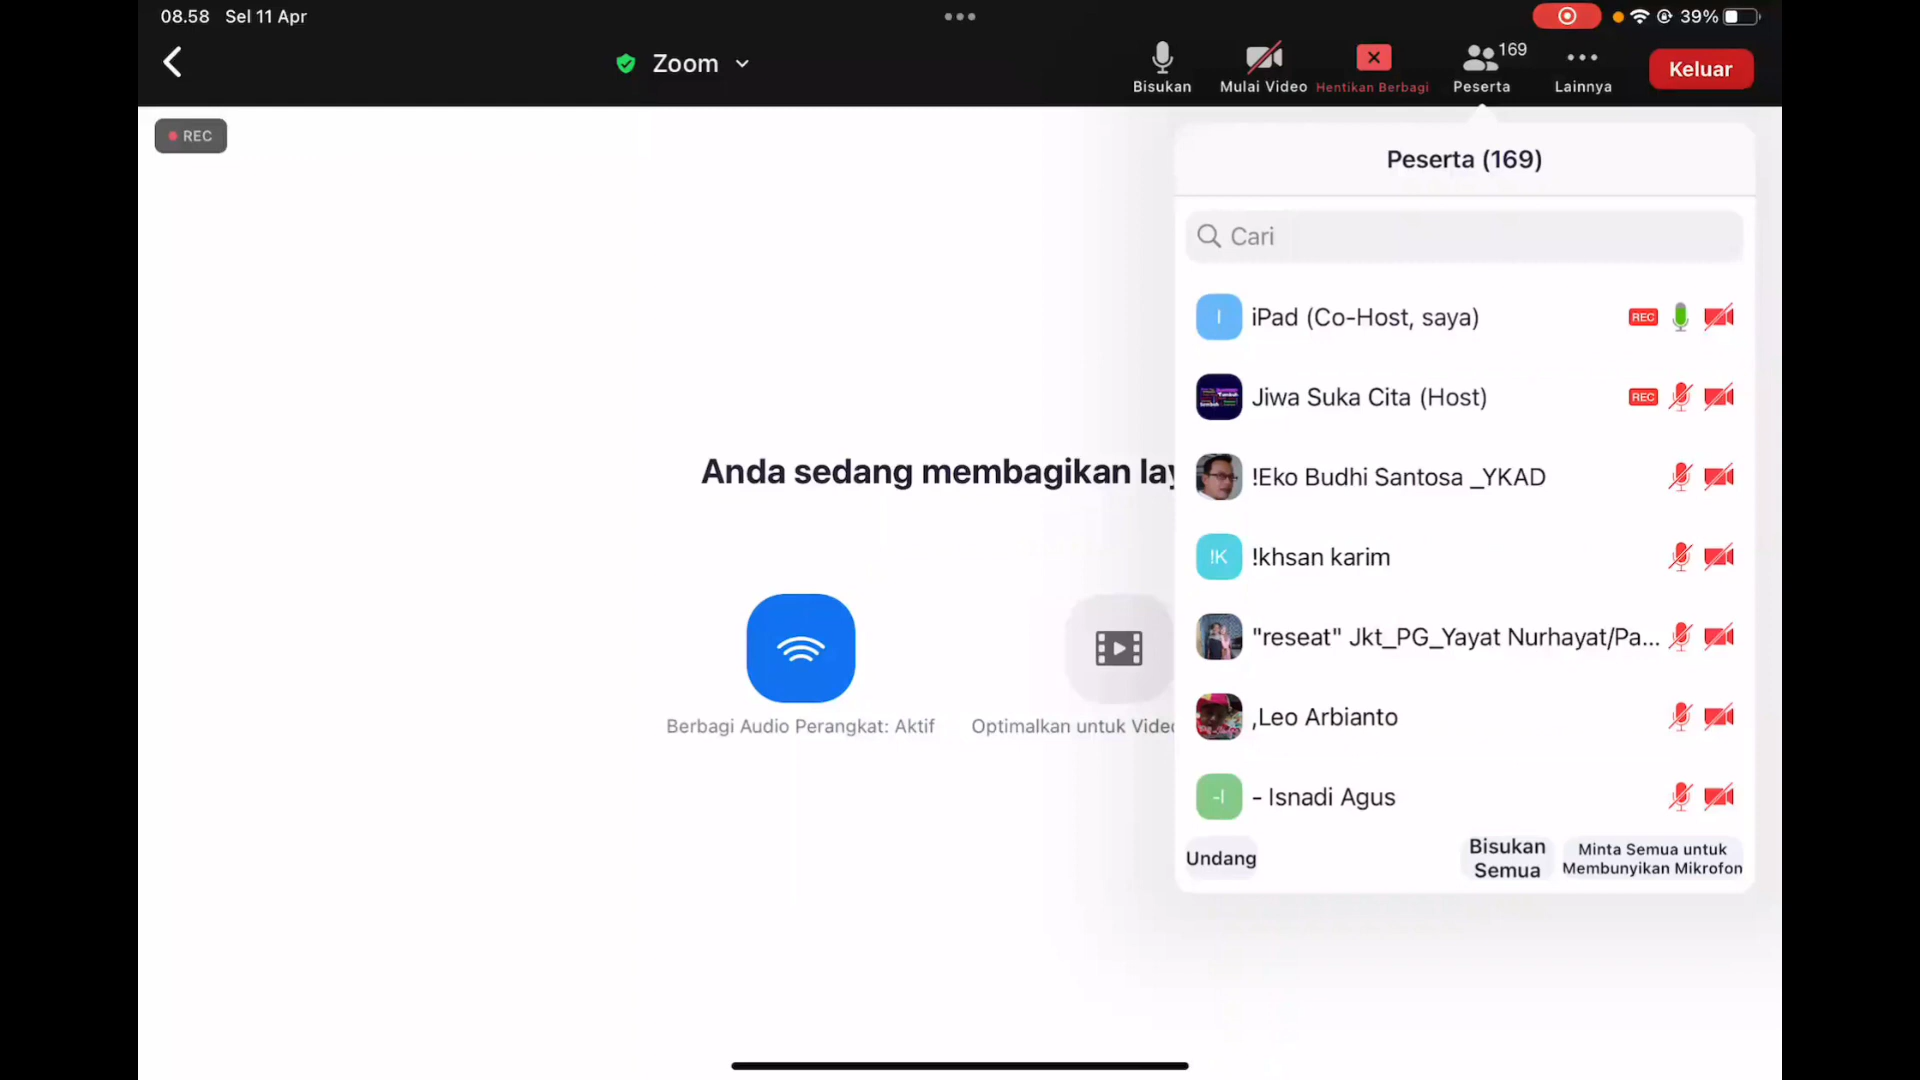 08.58 Sel 11 Apr
39%
Zoom
Bisukan
Mulai Video
Hentikan Berbagi
169
Peserta
Lainnya
Keluar
REC
Peserta (169)
Cari
I
iPad (Co-Host, saya)
REC
Jiwa Suka Cita (Host)
REC
!Eko Budhi Santosa _YKAD
!K
!khsan karim
"reseat" Jkt_PG_Yayat Nurhayat/Pa...
,Leo Arbianto
-I
- Isnadi Agus
Undang
Bisukan
Semua
Minta Semua untuk
Membunyikan Mikrofon
Anda sedang membagikan lay
Berbagi Audio Perangkat: Aktif
Optimalkan untuk Video